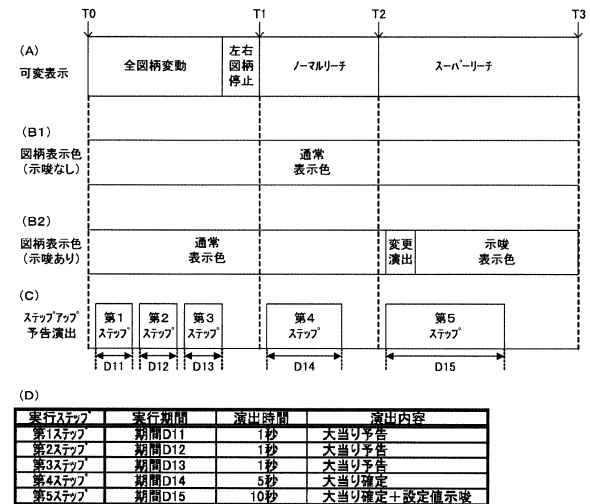 T0 T1 T2 T3
(A)
可変表示
全図柄変動
左右
図柄
停止
ノーマルリーチ
スーパーリーチ
(B1)
図柄表示色
(示唆なし)
通常
表示色
(B2)
図柄表示色
(示唆あり)
通常
表示色
変更
演出
示唆
表示色
(C)
ステップアップ
予告演出
第1
ステップ
第2
ステップ
第3
ステップ
第4
ステップ
第5
ステップ
D11 D12 D13 D14 D15
(D)
実行ステップ 実行期間 演出時間 演出内容
第1ステップ 期間D11 1秒 大当り予告
第2ステップ 期間D12 1秒 大当り予告
第3ステップ 期間D13 1秒 大当り予告
第4ステップ 期間D14 5秒 大当り確定
第5ステップ 期間D15 10秒 大当り確定+設定値示唆